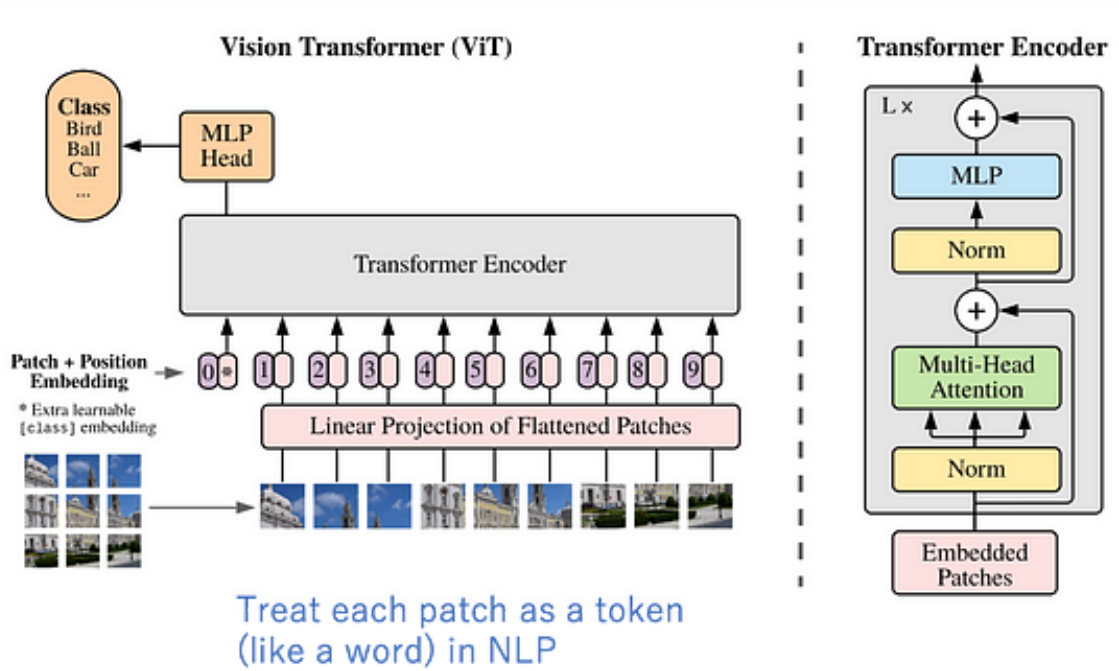 Vision Transformer (ViT)
Class
Bird
Ball
Car
...
MLP
Head
Transformer Encoder
Patch + Position
Embedding
* Extra learnable
[class] embedding
0 * 1 2 3 4 5 6 7 8 9
Linear Projection of Flattened Patches
Treat each patch as a token
(like a word) in NLP
Transformer Encoder
L x
+
MLP
Norm
+
Multi-Head
Attention
Norm
Embedded
Patches